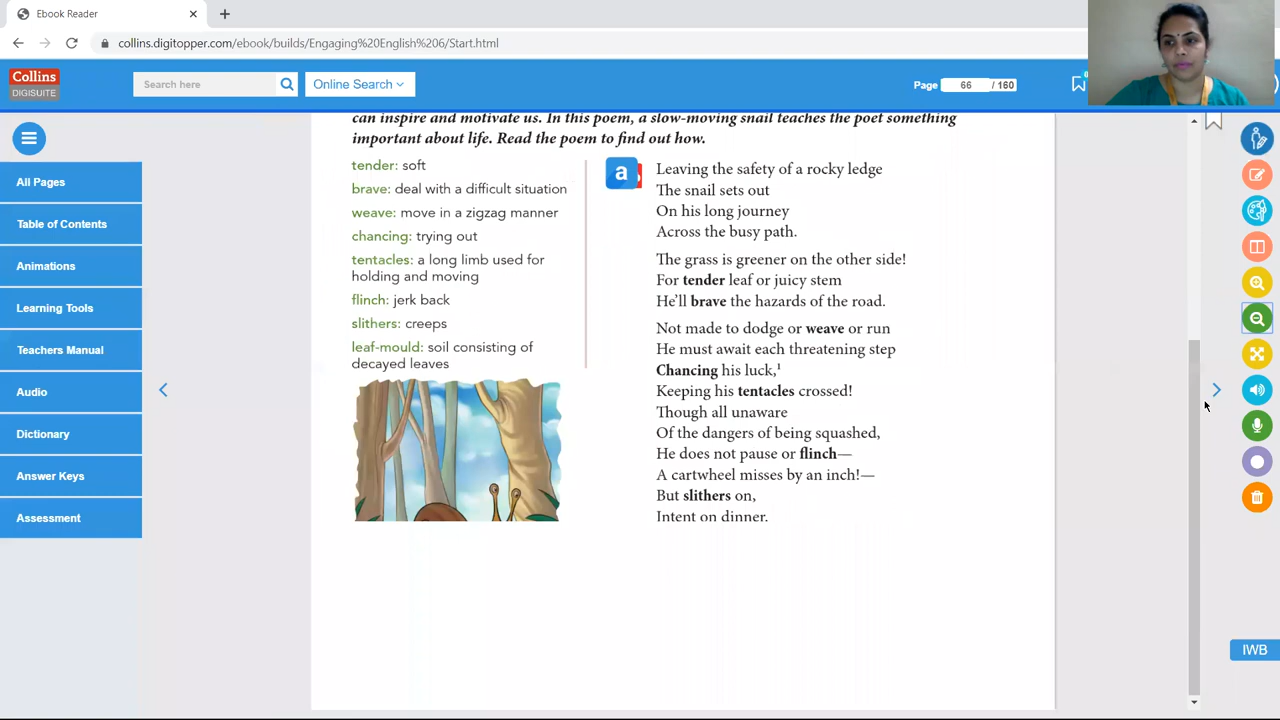 Ebook Reader
collins.digitopper.com/ebook/builds/Engaging%20English%206/Start.html
Collins
DIGISUITE
Search here
Online Search
Page 66 / 160
All Pages
Table of Contents
Animations
Learning Tools
Teachers Manual
Audio
Dictionary
Answer Keys
Assessment
can inspire and motivate us. In this poem, a slow-moving snail teaches the poet something
important about life. Read the poem to find out how.
tender: soft
brave: deal with a difficult situation
weave: move in a zigzag manner
chancing: trying out
tentacles: a long limb used for
holding and moving
flinch: jerk back
slithers: creeps
leaf-mould: soil consisting of
decayed leaves
a
Leaving the safety of a rocky ledge
The snail sets out
On his long journey
Across the busy path.
The grass is greener on the other side!
For tender leaf or juicy stem
He'll brave the hazards of the road.
Not made to dodge or weave or run
He must await each threatening step
Chancing his luck,¹
Keeping his tentacles crossed!
Though all unaware
Of the dangers of being squashed,
He does not pause or flinch—
A cartwheel misses by an inch!—
But slithers on,
Intent on dinner.
IWB